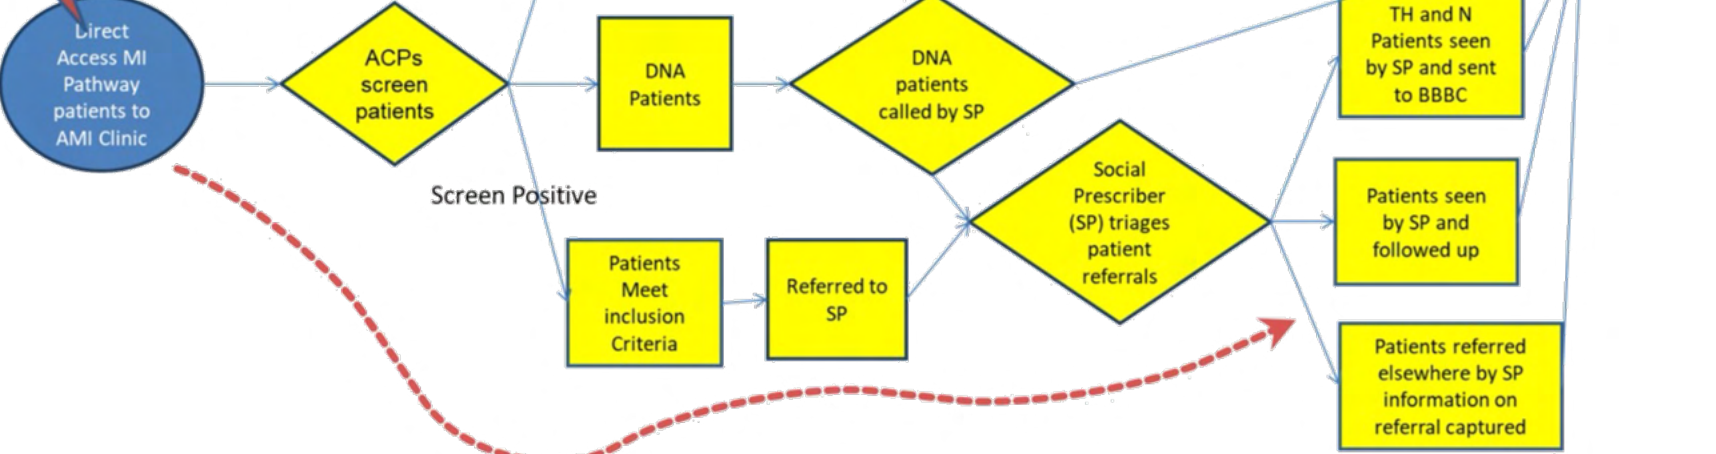 Direct
Access MI
Pathway
patients to
AMI Clinic
ACPs
screen
patients
DNA
Patients
DNA
patients
called by SP
TH and N
Patients seen
by SP and sent
to BBBC
Screen Positive
Social
Prescriber
(SP) triages
patient
referrals
Patients seen
by SP and
followed up
Patients
Meet
inclusion
Criteria
Referred to
SP
Patients referred
elsewhere by SP
information on
referral captured